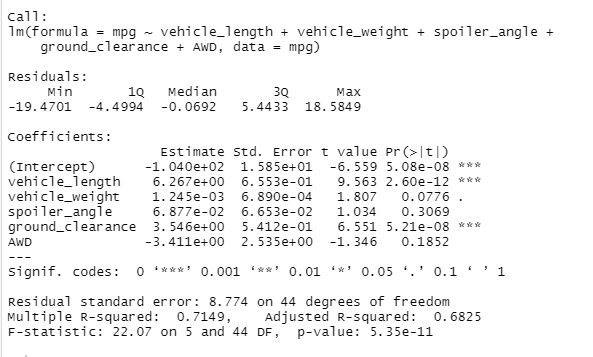 Call:
lm(formula = mpg ~ vehicle_length + vehicle_weight + spoiler_angle +
    ground_clearance + AWD, data = mpg)
Residuals:
     Min       1Q   Median       3Q      Max
-19.4701  -4.4994  -0.0692   5.4433  18.5849
Coefficients:
                   Estimate Std. Error t value Pr(>|t|)
(Intercept)      -1.040e+02  1.585e+01  -6.559 5.08e-08 ***
vehicle_length    6.267e+00  6.553e-01   9.563 2.60e-12 ***
vehicle_weight    1.245e-03  6.890e-04   1.807   0.0776 .
spoiler_angle     6.877e-02  6.653e-02   1.034   0.3069
ground_clearance  3.546e+00  5.412e-01   6.551 5.21e-08 ***
AWD              -3.411e+00  2.535e+00  -1.346   0.1852
---
Signif. codes:  0 ‘***’ 0.001 ‘**’ 0.01 ‘*’ 0.05 ‘.’ 0.1 ‘ ’ 1
Residual standard error: 8.774 on 44 degrees of freedom
Multiple R-squared:  0.7149,	Adjusted R-squared:  0.6825
F-statistic: 22.07 on 5 and 44 DF,  p-value: 5.35e-11